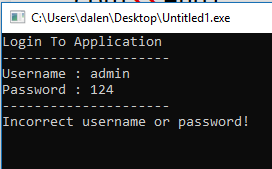 C:\Users\dalen\Desktop\Untitled1.exe
Login To Application
---------------------
Username : admin
Password : 124
---------------------
Incorrect username or password!